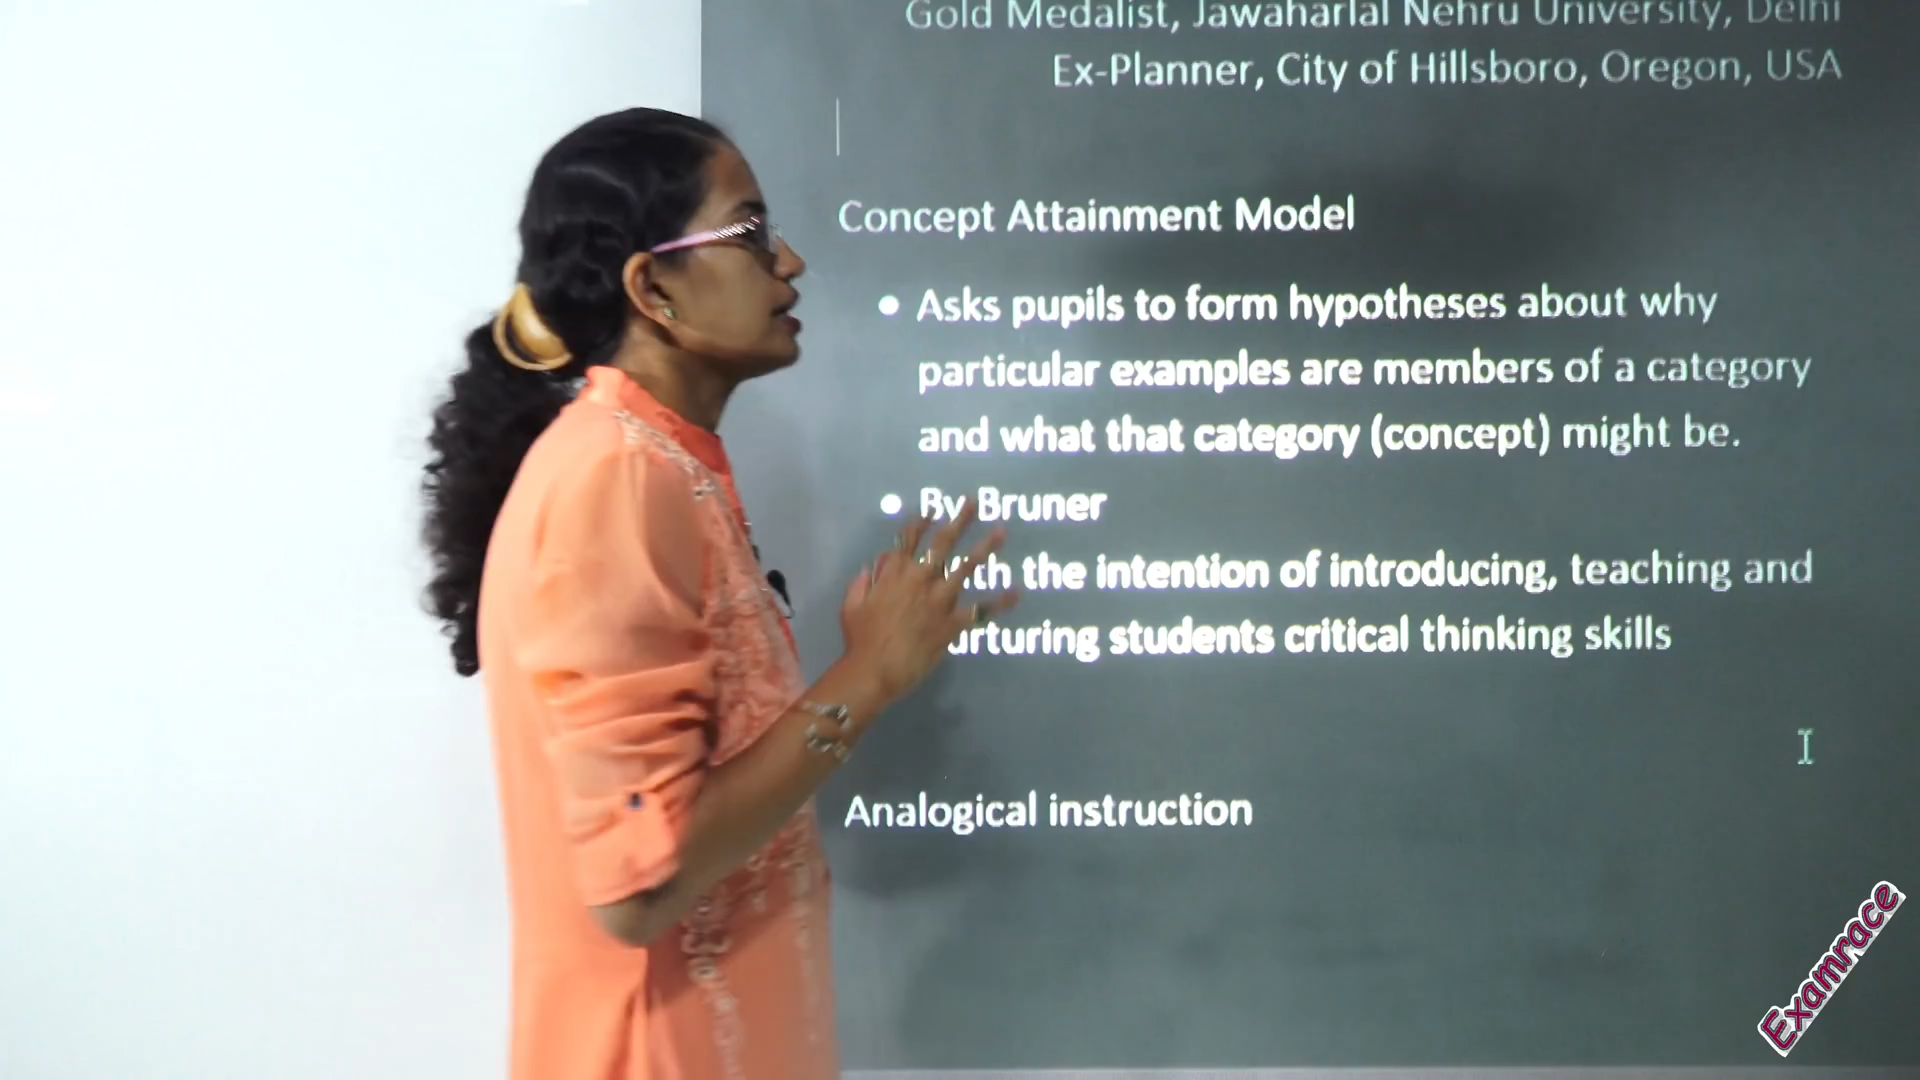 Gold Medalist, Jawaharlal Nehru University, Delhi
Ex-Planner, City of Hillsboro, Oregon, USA
Concept Attainment Model
• Asks pupils to form hypotheses about why
particular examples are members of a category
and what that category (concept) might be.
• By Bruner
the intention of introducing, teaching and
students critical thinking skills
Analogical instruction
Examrace